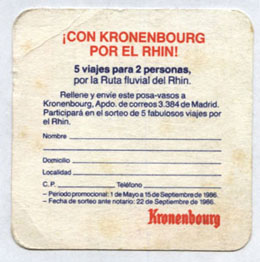 ¡CON KRONENBOURG
POR EL RHIN!
5 viajes para 2 personas,
por la Ruta fluvial del Rhin.
Rellene y envíe este posa-vasos a
Kronenbourg, Apdo. de correos 3.384 de Madrid.
Participará en el sorteo de 5 fabulosos viajes por
el Rhin.
Nombre
Domicilio
Localidad
C.P. Teléfono
– Período promocional: 1 de Mayo a 15 de Septiembre de 1986.
– Fecha de sorteo ante notario: 22 de Septiembre de 1986.
Kronenbourg